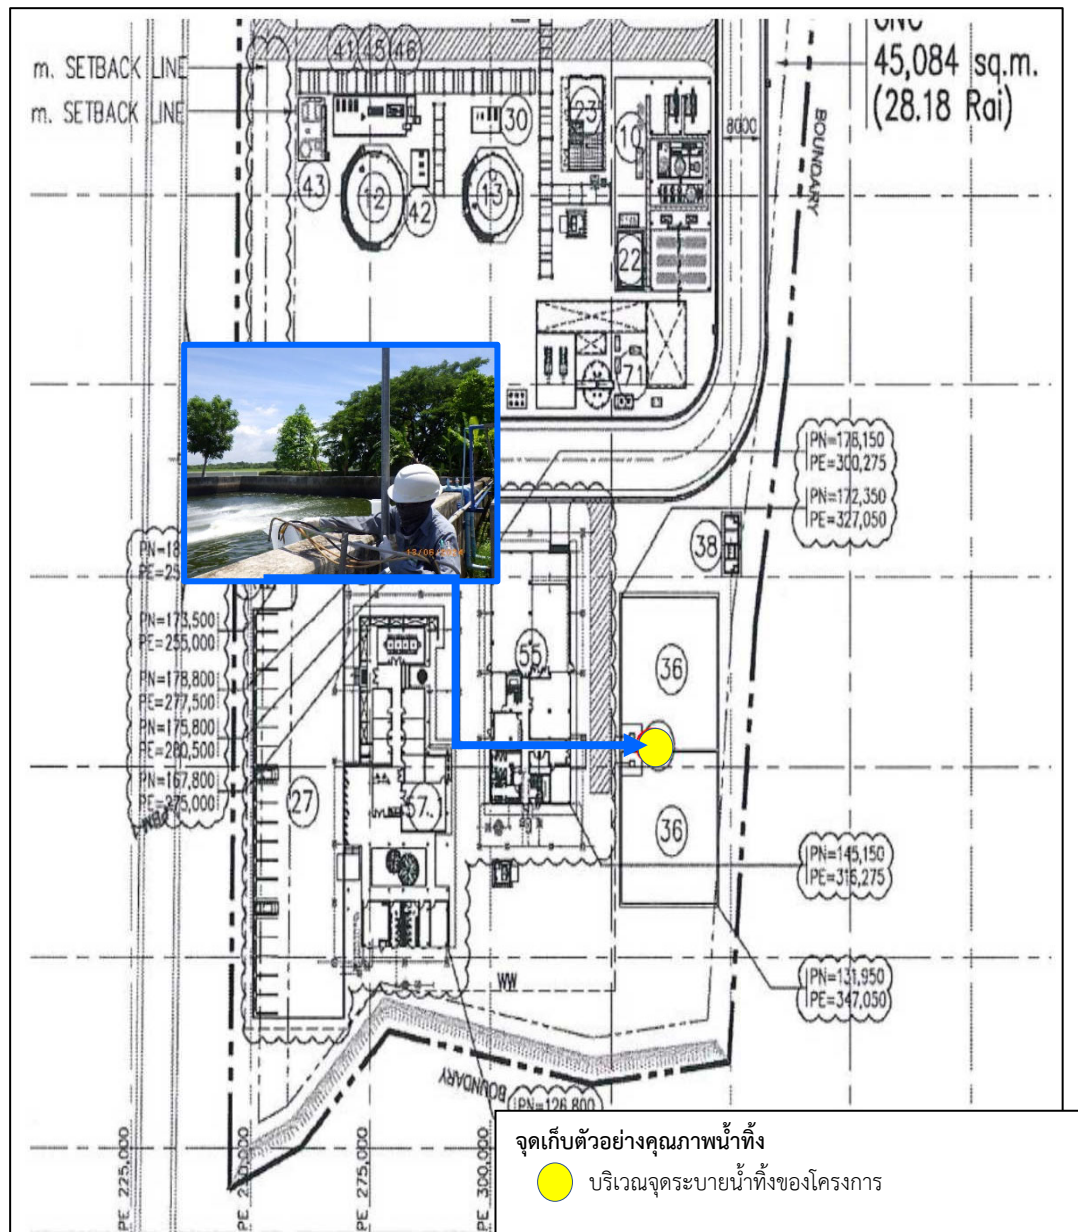 45,084 sq.m.
(28.18 Rai)
m. SETBACK LINE
m. SETBACK LINE
41
45
46
30
23
10
8000
BOUNDARY
43
12
42
13
22
71
PN=178,150
PE=300,275
PN=172,350
PE=327,050
38
PN=173,500
PE=255,000
PN=178,800
PE=277,500
PN=175,800
PE=280,500
PN=167,800
PE=275,000
27
57
55
36
36
PN=145,150
PE=316,275
PN=131,950
PE=347,050
WW
BOUNDARY
PN=126,800
PE 225,000
PE 275,000
PE 300,000
จุดเก็บตัวอย่างคุณภาพน้ำทิ้ง
บริเวณจุดระบายน้ำทิ้งของโครงการ